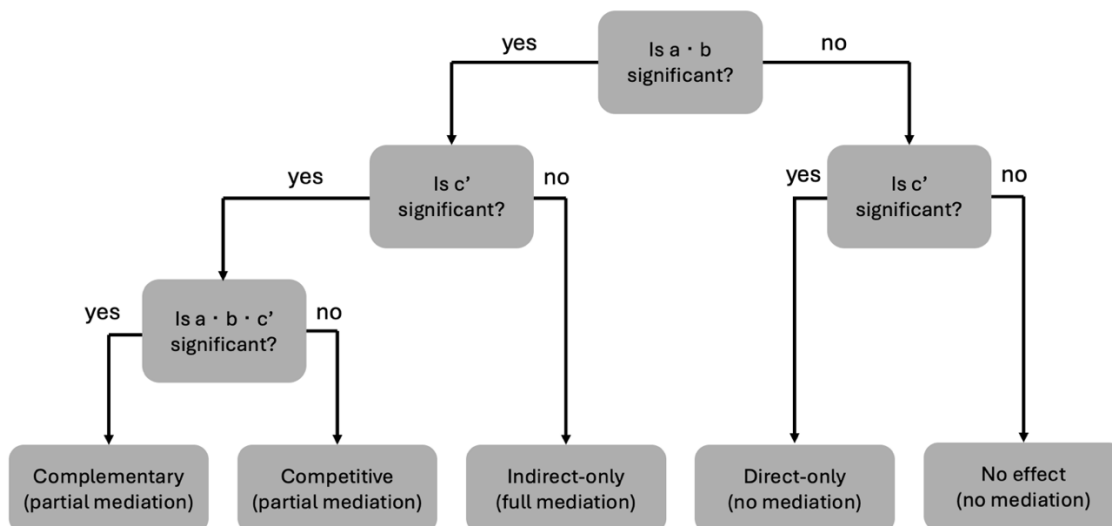 Is a · b
significant?
yes
no
Is c’
significant?
yes
no
Is c’
significant?
yes
no
Is a · b · c’
significant?
yes
no
Complementary
(partial mediation)
Competitive
(partial mediation)
Indirect-only
(full mediation)
Direct-only
(no mediation)
No effect
(no mediation)